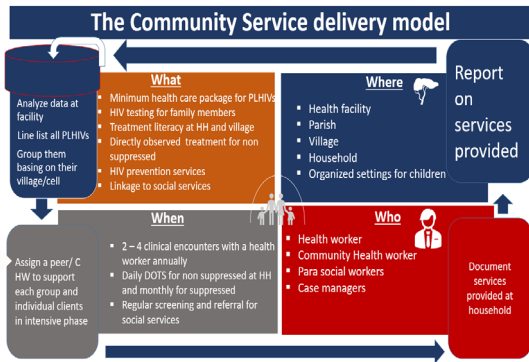 The Community Service delivery model
Analyze data at
facility
Line list all PLHIVs
Group them
basing on their
village/cell
What
• Minimum health care package for PLHIVs
• HIV testing for family members
• Treatment literacy at HH and village
• Directly observed treatment for non
suppressed
• HIV prevention services
• Linkage to social services
Where
• Health facility
• Parish
• Village
• Household
• Organized settings for children
Report
on
services
provided
Assign a peer/ C
HW to support
each group and
individual clients
in intensive phase
When
• 2 – 4 clinical encounters with a health
worker annually
• Daily DOTS for non suppressed at HH
and monthly for suppressed
• Regular screening and referral for
social services
Who
• Health worker
• Community Health worker
• Para social workers
• Case managers
Document
services
provided at
household